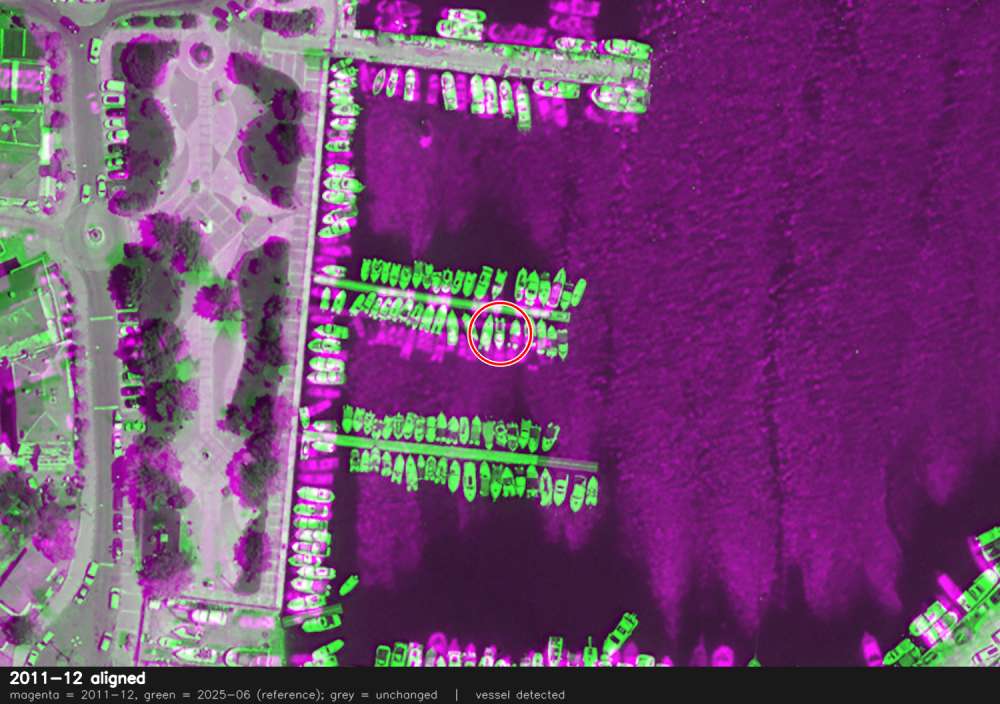 2011-12 aligned
magenta = 2011-12, green = 2025-06 (reference); grey = unchanged | vessel detected